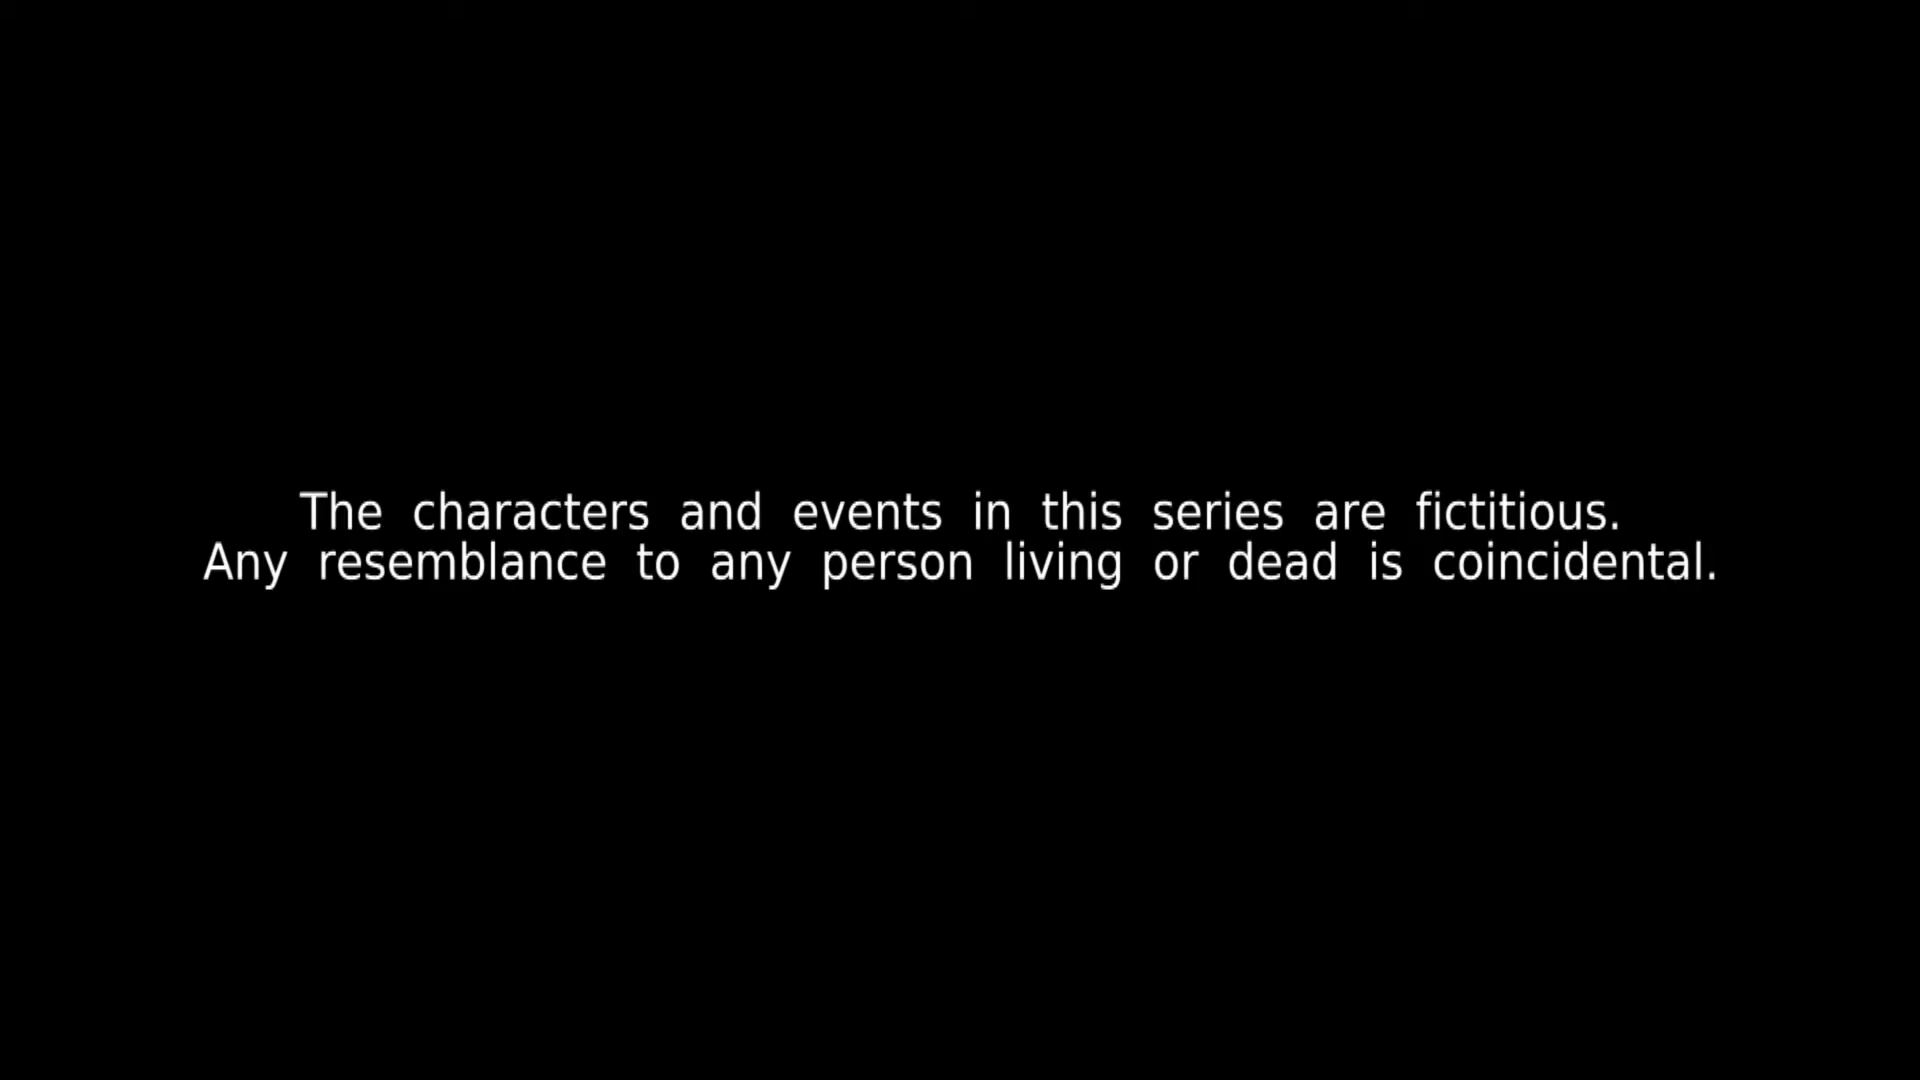 The characters and events in this series are fictitious.
Any resemblance to any person living or dead is coincidental.